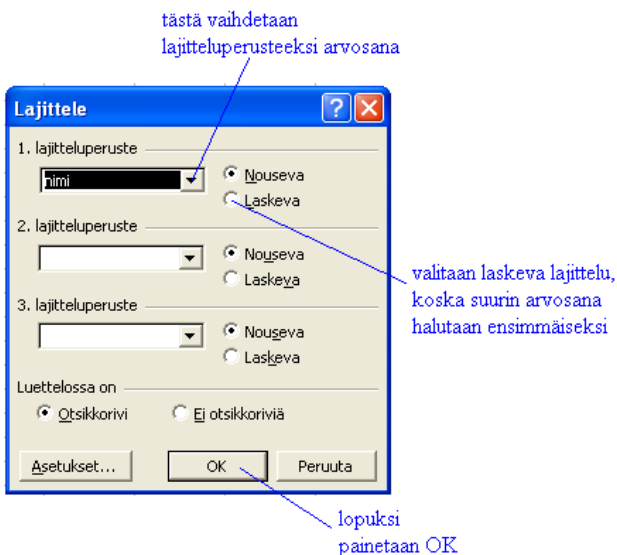 tästä vaihdetaan
lajitteluperusteeksi arvosana
Lajittele
1. lajitteluperuste
nimi
Nouseva
Laskeva
2. lajitteluperuste
Nouseva
Laskeva
valitaan laskeva lajittelu,
koska suurin arvosana
halutaan ensimmäiseksi
3. lajitteluperuste
Nouseva
Laskeva
Luettelossa on
Otsikkorivi Ei otsikkoriviä
Asetukset... OK Peruuta
lopuksi
painetaan OK